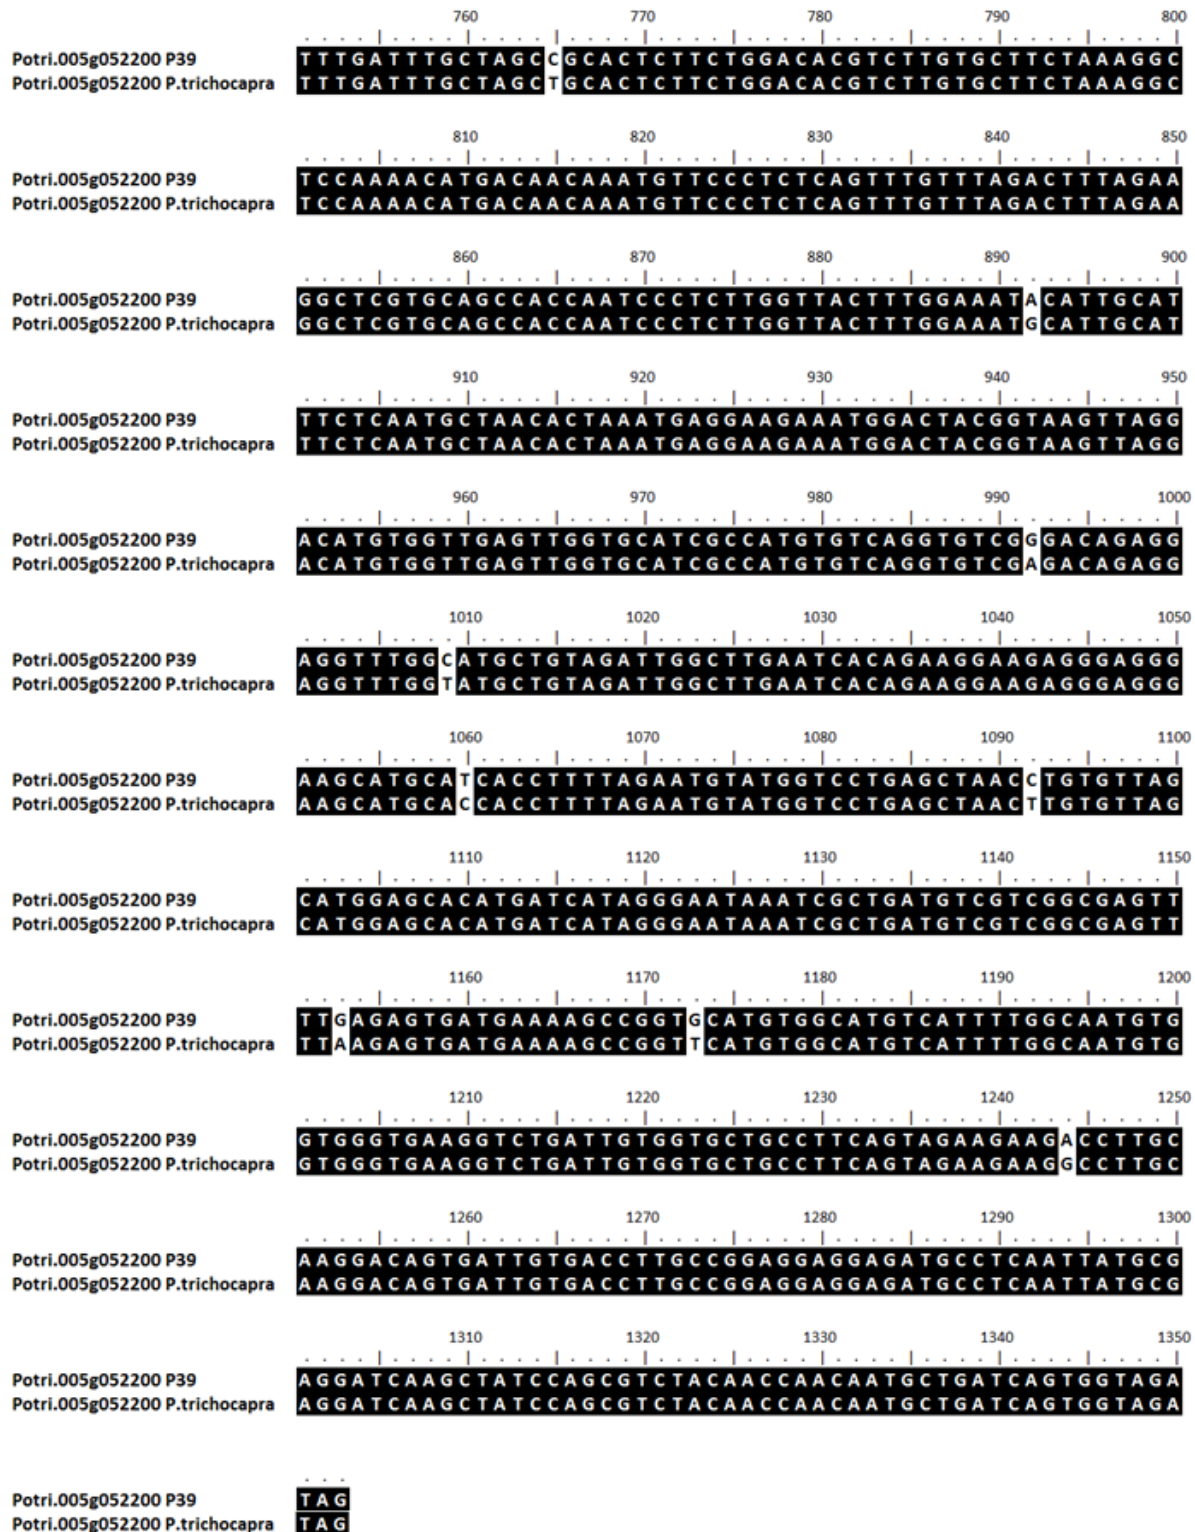 760 770 780 790 800
Potri.005g052200 P39 TTTGATTTGCTAGCCGCACTCTTCTGGACACGTCTTGTGCTTCTAAAGGC
Potri.005g052200 P.trichocapra TTTGATTTGCTAGCTGCACTCTTCTGGACACGTCTTGTGCTTCTAAAGGC
810 820 830 840 850
Potri.005g052200 P39 TCCAAAACATGACAACAAATGTTCCCTCTCAGTTTGTTTAGACTTTAGAA
Potri.005g052200 P.trichocapra TCCAAAACATGACAACAAATGTTCCCTCTCAGTTTGTTTAGACTTTAGAA
860 870 880 890 900
Potri.005g052200 P39 GGCTCGTGCAGCCACCAATCCCTCTTGGTTACTTTGGAAATACATTGCAT
Potri.005g052200 P.trichocapra GGCTCGTGCAGCCACCAATCCCTCTTGGTTACTTTGGAAATGCATTGCAT
910 920 930 940 950
Potri.005g052200 P39 TTCTCAATGCTAACACTAAATGAGGAAGAAATGGACTACGGTAAGTTAGG
Potri.005g052200 P.trichocapra TTCTCAATGCTAACACTAAATGAGGAAGAAATGGACTACGGTAAGTTAGG
960 970 980 990 1000
Potri.005g052200 P39 ACATGTGGTTGAGTTGGTGCATCGCCATGTGTCAGGTGTCGGGACAGAGG
Potri.005g052200 P.trichocapra ACATGTGGTTGAGTTGGTGCATCGCCATGTGTCAGGTGTCGAGACAGAGG
1010 1020 1030 1040 1050
Potri.005g052200 P39 AGGTTTGGCATGCTGTAGATTGGCTTGAATCACAGAAGGAAGAGGGAGGG
Potri.005g052200 P.trichocapra AGGTTTGGTATGCTGTAGATTGGCTTGAATCACAGAAGGAAGAGGGAGGG
1060 1070 1080 1090 1100
Potri.005g052200 P39 AAGCATGCATCACCTTTTAGAATGTATGGTCCTGAGCTAACCTGTGTTAG
Potri.005g052200 P.trichocapra AAGCATGCACCACCTTTTAGAATGTATGGTCCTGAGCTAACTTGTGTTAG
1110 1120 1130 1140 1150
Potri.005g052200 P39 CATGGAGCACATGATCATAGGGAATAAATCGCTGATGTCGTCGGCGAGTT
Potri.005g052200 P.trichocapra CATGGAGCACATGATCATAGGGAATAAATCGCTGATGTCGTCGGCGAGTT
1160 1170 1180 1190 1200
Potri.005g052200 P39 TTGAGAGTGATGAAAAGCCGGTGCATGTGGCATGTCATTTTGGCAATGTG
Potri.005g052200 P.trichocapra TTAAGAGTGATGAAAAGCCGGTTCATGTGGCATGTCATTTTGGCAATGTG
1210 1220 1230 1240 1250
Potri.005g052200 P39 GTGGGTGAAGGTCTGATTGTGGTGCTGCCTTCAGTAGAAGAAGACCTTGC
Potri.005g052200 P.trichocapra GTGGGTGAAGGTCTGATTGTGGTGCTGCCTTCAGTAGAAGAAGGCCTTGC
1260 1270 1280 1290 1300
Potri.005g052200 P39 AAGGACAGTGATTGTGACCTTGCCGGAGGAGGAGATGCCTCAATTATGCG
Potri.005g052200 P.trichocapra AAGGACAGTGATTGTGACCTTGCCGGAGGAGGAGATGCCTCAATTATGCG
1310 1320 1330 1340 1350
Potri.005g052200 P39 AGGATCAAGCTATCCAGCGTCTACAACCAACAATGCTGATCAGTGGTAGA
Potri.005g052200 P.trichocapra AGGATCAAGCTATCCAGCGTCTACAACCAACAATGCTGATCAGTGGTAGA
Potri.005g052200 P39 TAG
Potri.005g052200 P.trichocapra TAG